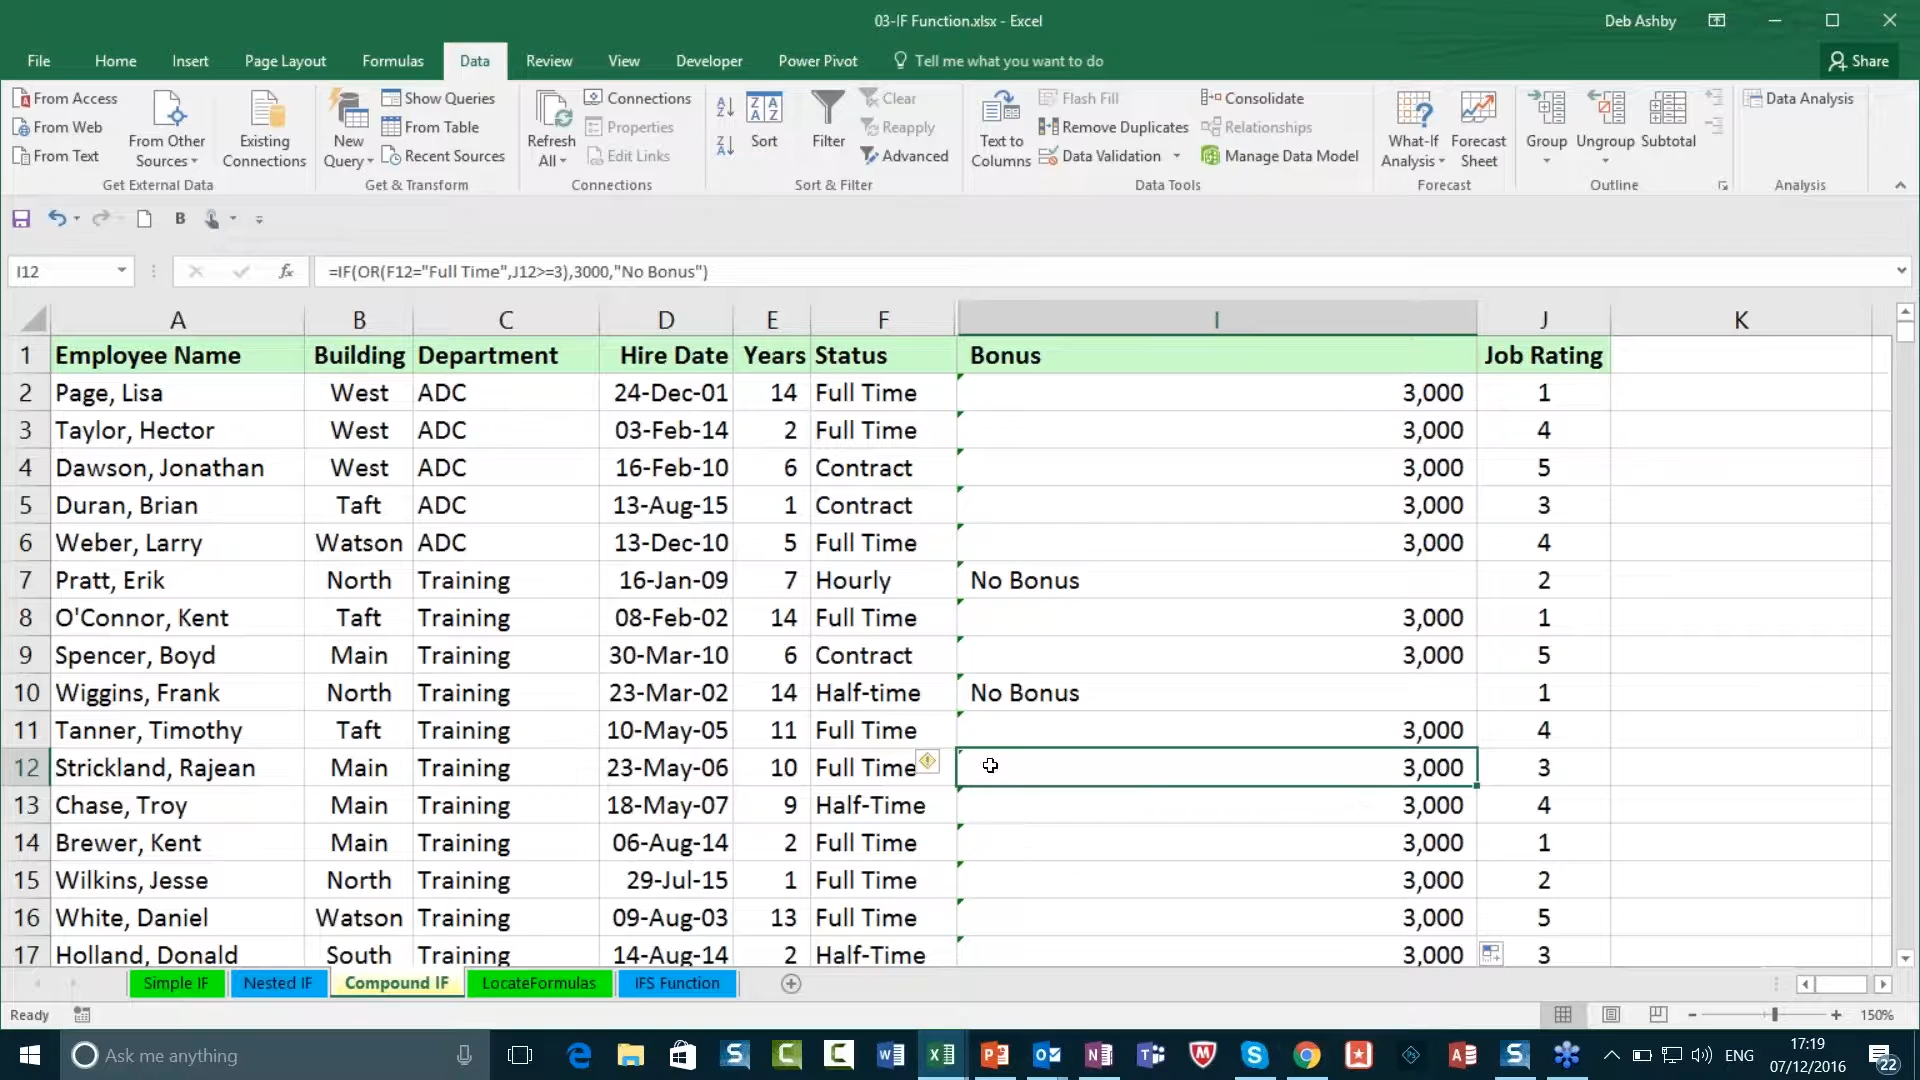 03-IF Function.xlsx - Excel
Deb Ashby
File Home Insert Page Layout Formulas Data Review View Developer Power Pivot Tell me what you want to do Share
From Access
From Web
From Text
From Other Sources
Existing Connections
Get External Data
New Query
Show Queries
From Table
Recent Sources
Get & Transform
Refresh All
Connections
Properties
Edit Links
Connections
Sort
Filter
Clear
Reapply
Advanced
Sort & Filter
Text to Columns
Flash Fill
Remove Duplicates
Data Validation
Consolidate
Relationships
Manage Data Model
Data Tools
What-If Analysis
Forecast Sheet
Forecast
Group
Ungroup
Subtotal
Outline
Data Analysis
Analysis
B
I12 fx =IF(OR(F12="Full Time",J12>=3),3000,"No Bonus")
A B C D E F I J K
1 Employee Name Building Department Hire Date Years Status Bonus Job Rating
2 Page, Lisa West ADC 24-Dec-01 14 Full Time 3,000 1
3 Taylor, Hector West ADC 03-Feb-14 2 Full Time 3,000 4
4 Dawson, Jonathan West ADC 16-Feb-10 6 Contract 3,000 5
5 Duran, Brian Taft ADC 13-Aug-15 1 Contract 3,000 3
6 Weber, Larry Watson ADC 13-Dec-10 5 Full Time 3,000 4
7 Pratt, Erik North Training 16-Jan-09 7 Hourly No Bonus 2
8 O'Connor, Kent Taft Training 08-Feb-02 14 Full Time 3,000 1
9 Spencer, Boyd Main Training 30-Mar-10 6 Contract 3,000 5
10 Wiggins, Frank North Training 23-Mar-02 14 Half-time No Bonus 1
11 Tanner, Timothy Taft Training 10-May-05 11 Full Time 3,000 4
12 Strickland, Rajean Main Training 23-May-06 10 Full Time 3,000 3
13 Chase, Troy Main Training 18-May-07 9 Half-Time 3,000 4
14 Brewer, Kent Main Training 06-Aug-14 2 Full Time 3,000 1
15 Wilkins, Jesse North Training 29-Jul-15 1 Full Time 3,000 2
16 White, Daniel Watson Training 09-Aug-03 13 Full Time 3,000 5
17 Holland, Donald South Training 14-Aug-14 2 Half-Time 3,000 3
Simple IF Nested IF Compound IF LocateFormulas IFS Function
Ready 150%
Ask me anything
ENG
17:19
07/12/2016
22